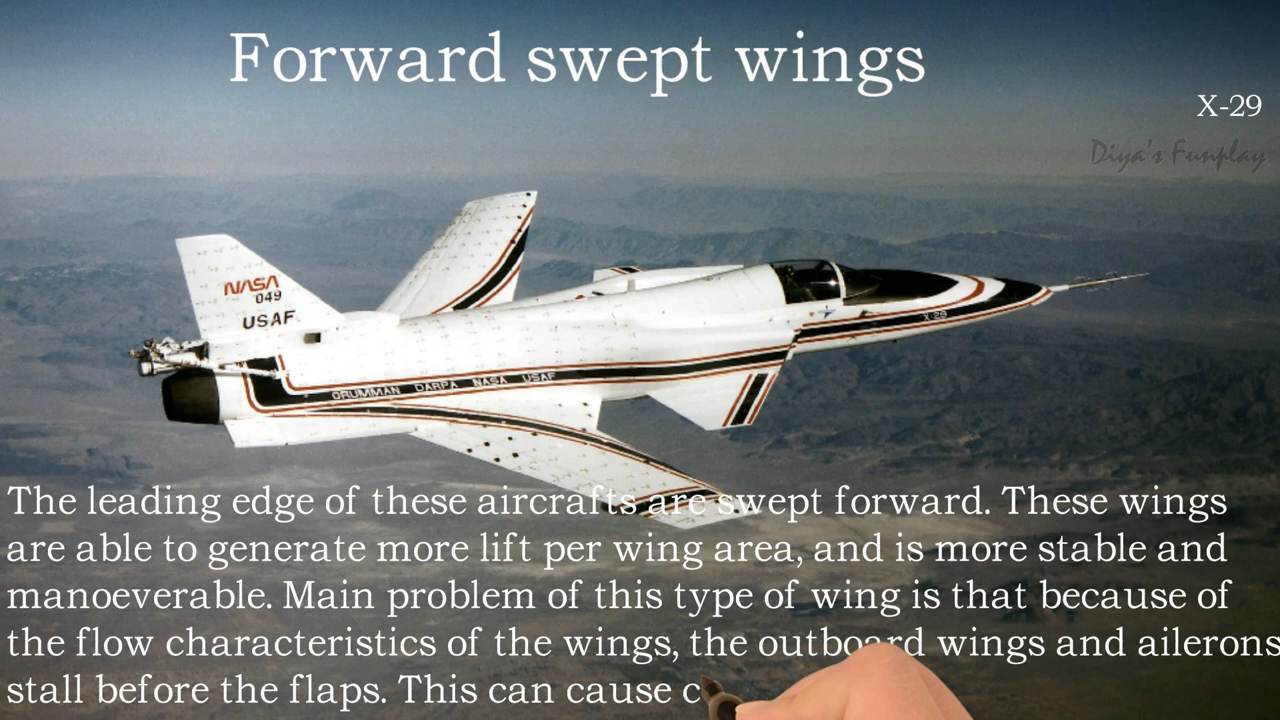 Forward swept wings
X-29
Diya's Funplay
NASA
049
USAF
X-29
GRUMMAN DARPA NASA USAF
The leading edge of these aircrafts are swept forward. These wings
are able to generate more lift per wing area, and is more stable and
manoeverable. Main problem of this type of wing is that because of
the flow characteristics of the wings, the outboard wings and ailerons
stall before the flaps. This can cause c